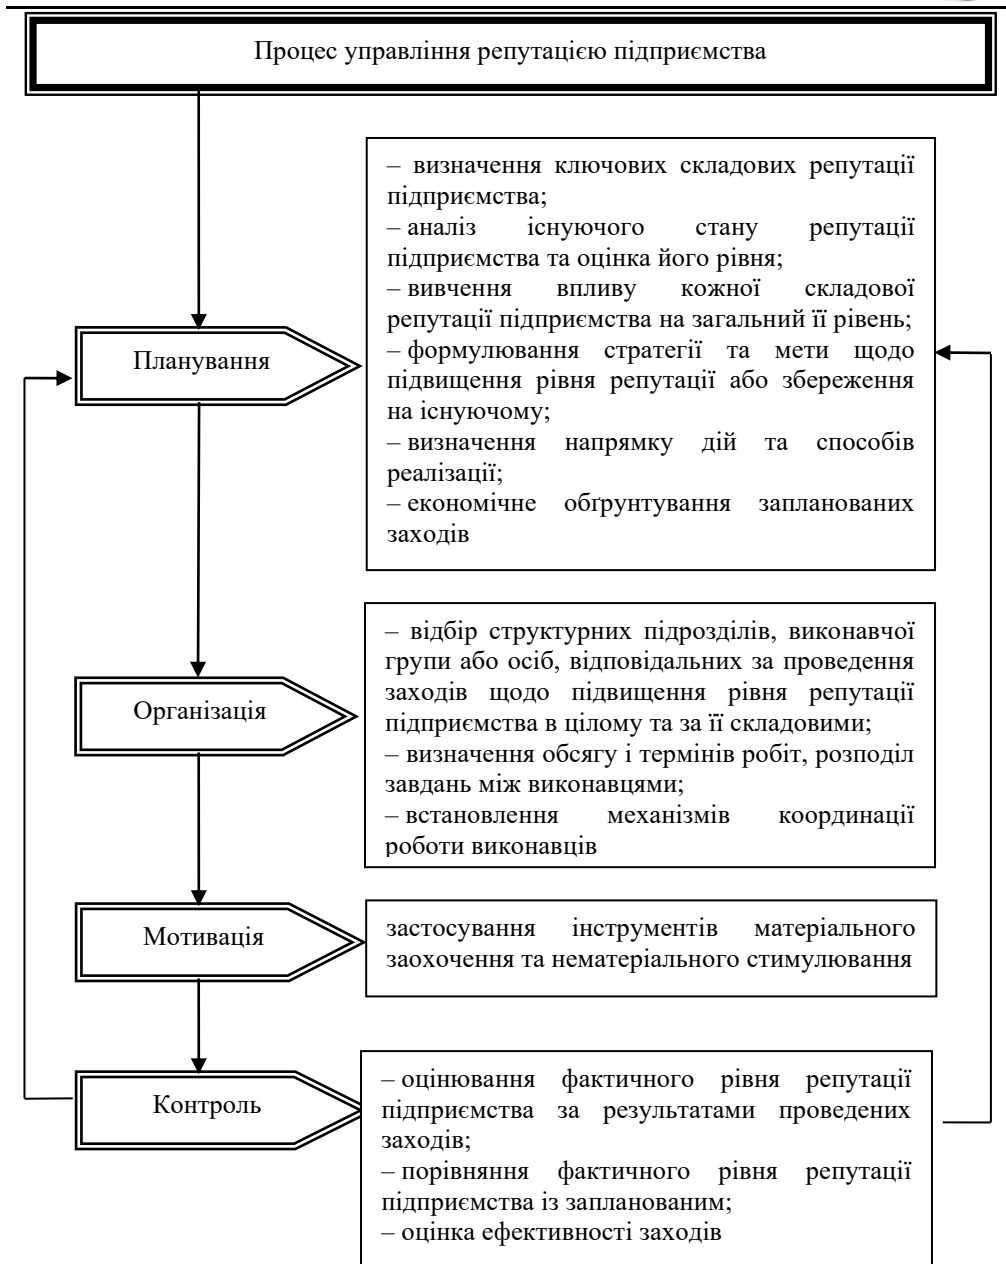 Процес управління репутацією підприємства
– визначення ключових складових репутації
підприємства;
– аналіз існуючого стану репутації
підприємства та оцінка його рівня;
– вивчення впливу кожної складової
репутації підприємства на загальний її рівень;
– формулювання стратегії та мети щодо
підвищення рівня репутації або збереження
на існуючому;
– визначення напрямку дій та способів
реалізації;
– економічне обґрунтування запланованих
заходів
Планування
– відбір структурних підрозділів, виконавчої
групи або осіб, відповідальних за проведення
заходів щодо підвищення рівня репутації
підприємства в цілому та за її складовими;
– визначення обсягу і термінів робіт, розподіл
завдань між виконавцями;
– встановлення механізмів координації
роботи виконавців
Організація
застосування інструментів матеріального
заохочення та нематеріального стимулювання
Мотивація
– оцінювання фактичного рівня репутації
підприємства за результатами проведених
заходів;
– порівняння фактичного рівня репутації
підприємства із запланованим;
– оцінка ефективності заходів
Контроль